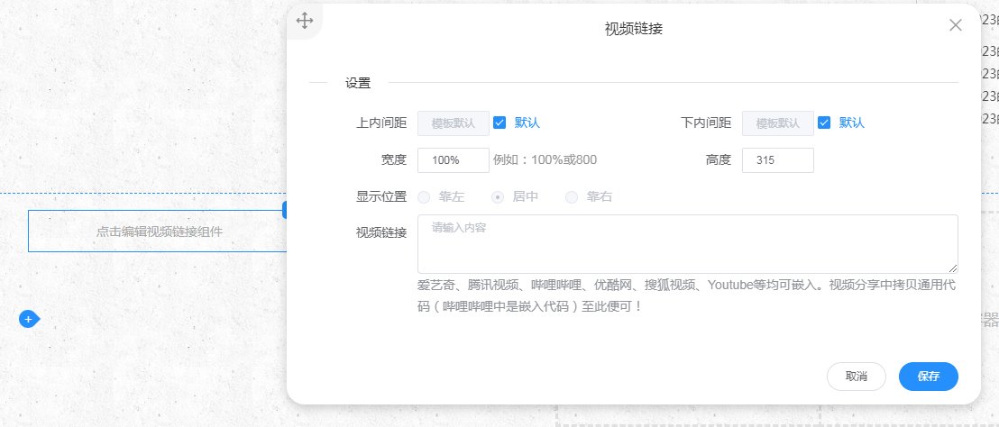 视频链接
设置
上内间距 模板默认 默认 下内间距 模板默认 默认
宽度 100% 例如：100%或800 高度 315
显示位置 靠左 居中 靠右
视频链接 请输入内容
爱艺奇、腾讯视频、哔哩哔哩、优酷网、搜狐视频、Youtube等均可嵌入。视频分享中拷贝通用代
码（哔哩哔哩中是嵌入代码）至此便可！
取消 保存
点击编辑视频链接组件